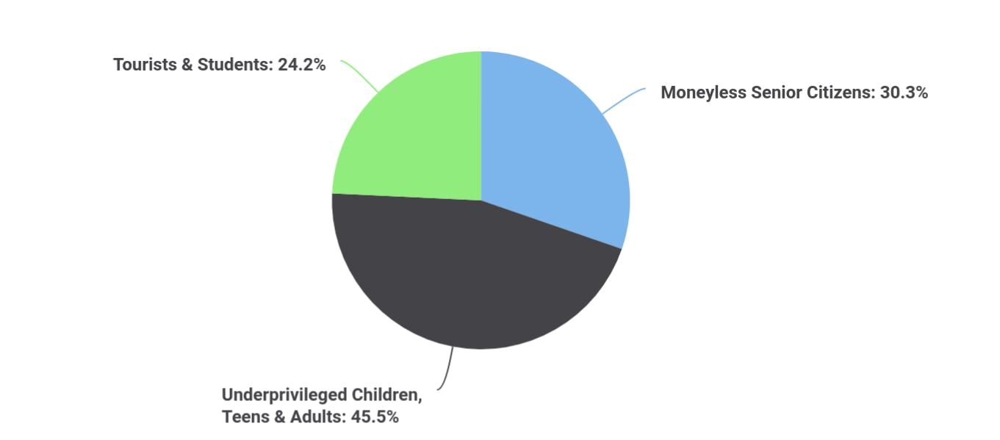 Tourists & Students: 24.2%
Moneyless Senior Citizens: 30.3%
Underprivileged Children,
Teens & Adults: 45.5%